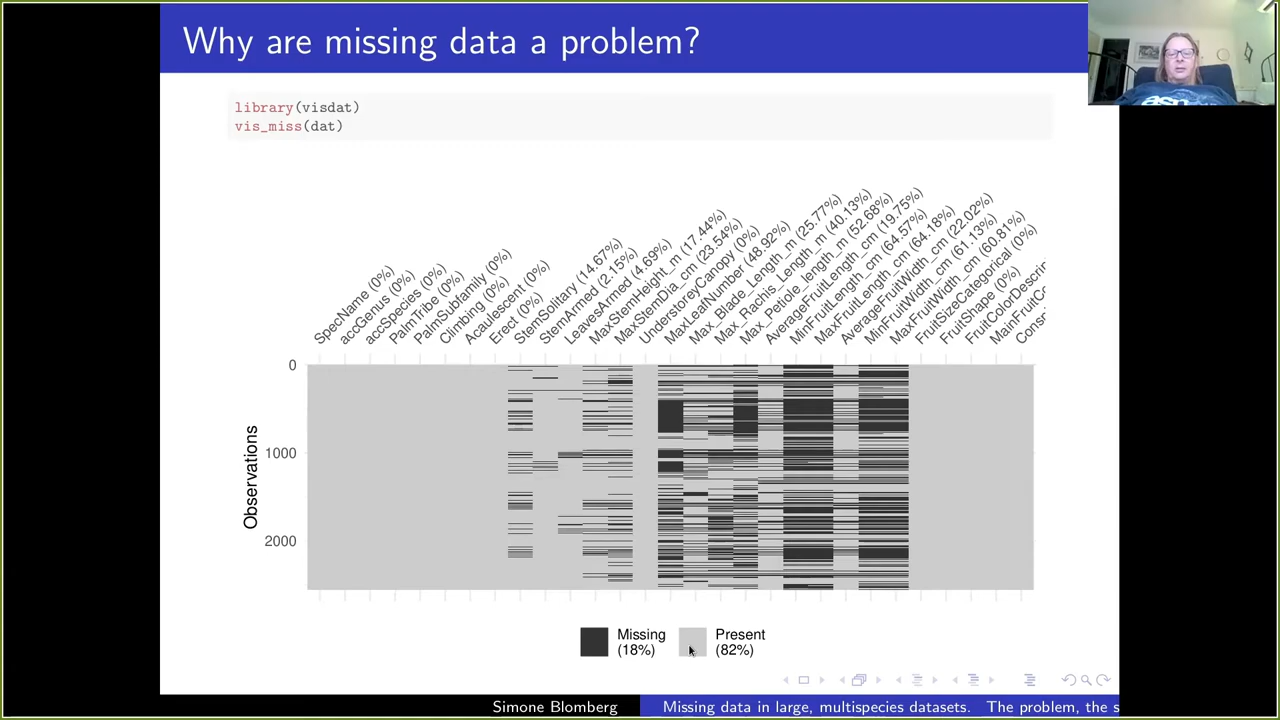 Why are missing data a problem?
library(visdat)
vis_miss(dat)
SpecName (0%)
accGenus (0%)
accSpecies (0%)
PalmTribe (0%)
PalmSubfamily (0%)
Climbing (0%)
Acaulescent (0%)
Erect (0%)
StemSolitary (14.67%)
StemArmed (2.15%)
LeavesArmed (4.69%)
MaxStemHeight_m (17.44%)
MaxStemDia_cm (23.54%)
UnderstoreyCanopy (0%)
MaxLeafNumber (48.92%)
Max_Blade_Length_m (25.77%)
Max_Rachis_Length_m (40.13%)
Max_Petiole_length_m (52.68%)
AverageFruitLength_cm (19.75%)
MinFruitLength_cm (64.57%)
MaxFruitLength_cm (64.18%)
AverageFruitWidth_cm (22.02%)
MinFruitWidth_cm (61.13%)
MaxFruitWidth_cm (60.81%)
FruitSizeCategorical (0%)
FruitShape (0%)
FruitColorDescrip
MainFruitCo
Conspi
Observations
0
1000
2000
Missing
(18%)
Present
(82%)
Simone Blomberg
Missing data in large, multispecies datasets. The problem, the s